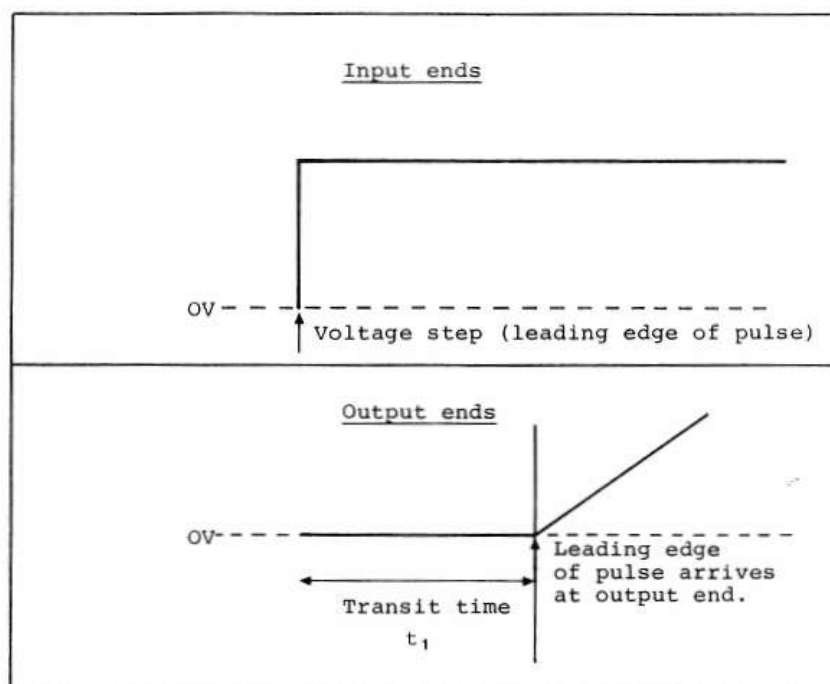 Input ends
OV
Voltage step (leading edge of pulse)
Output ends
OV
Leading edge
of pulse arrives
at output end.
Transit time
t₁